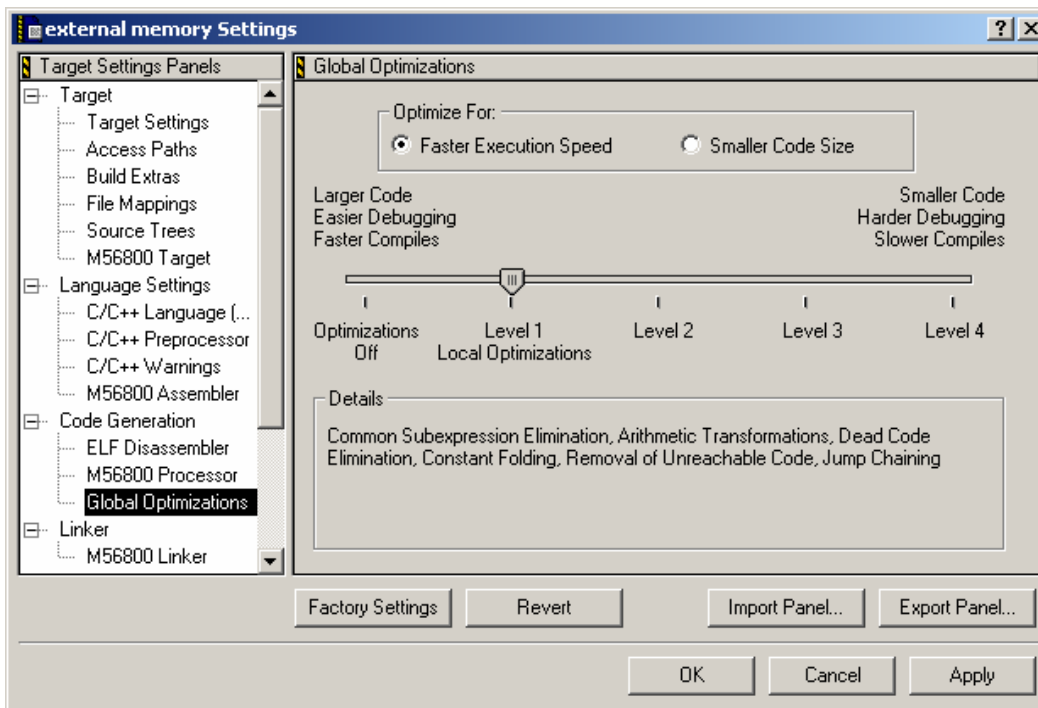 external memory Settings
Target Settings Panels
Target
Target Settings
Access Paths
Build Extras
File Mappings
Source Trees
M56800 Target
Language Settings
C/C++ Language (...
C/C++ Preprocessor
C/C++ Warnings
M56800 Assembler
Code Generation
ELF Disassembler
M56800 Processor
Global Optimizations
Linker
M56800 Linker
Global Optimizations
Optimize For:
Faster Execution Speed
Smaller Code Size
Larger Code
Easier Debugging
Faster Compiles
Smaller Code
Harder Debugging
Slower Compiles
Optimizations
Off
Level 1
Local Optimizations
Level 2
Level 3
Level 4
Details
Common Subexpression Elimination, Arithmetic Transformations, Dead Code
Elimination, Constant Folding, Removal of Unreachable Code, Jump Chaining
Factory Settings
Revert
Import Panel...
Export Panel...
OK
Cancel
Apply